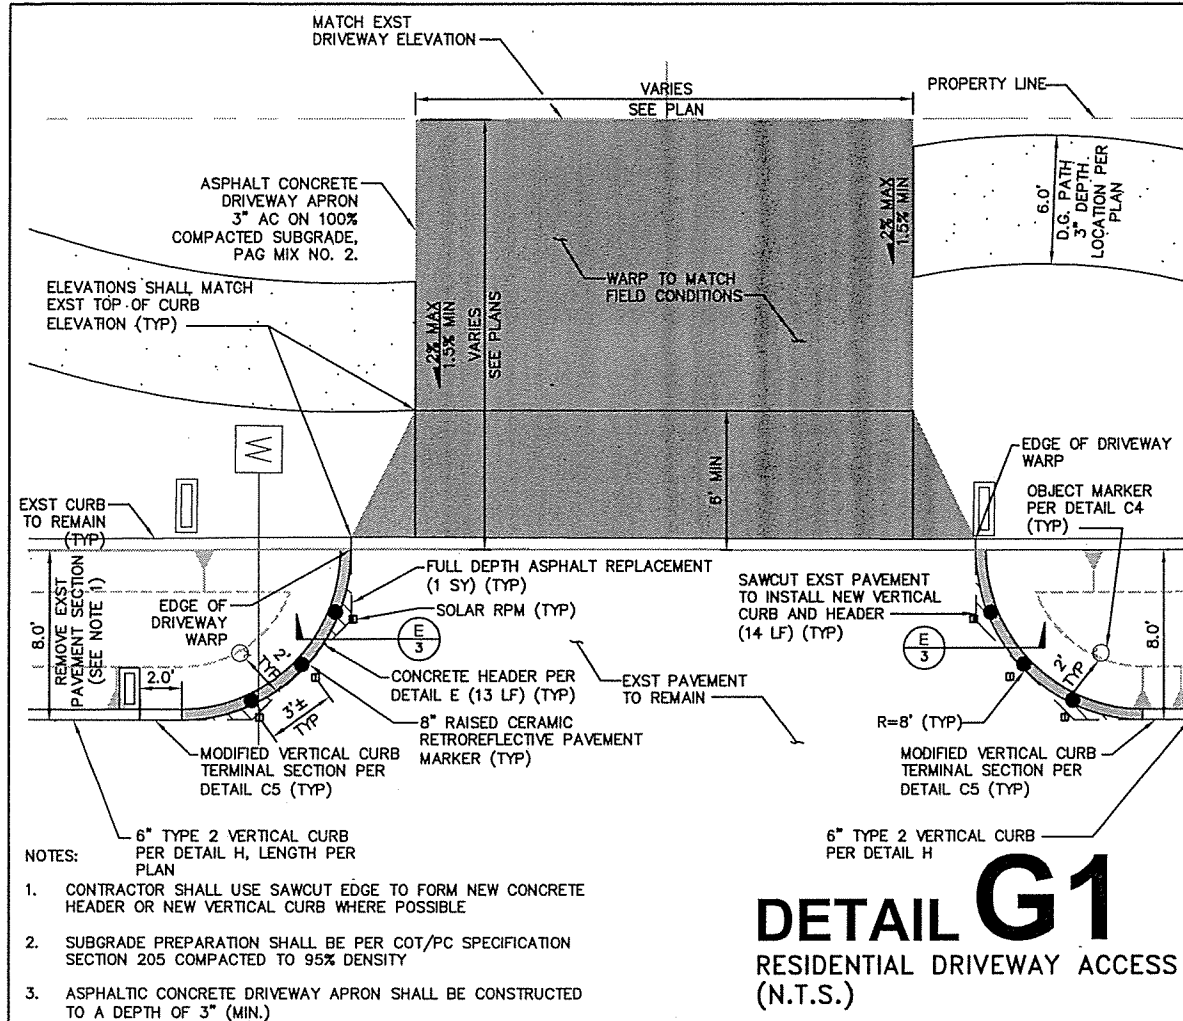 MATCH EXST
DRIVEWAY ELEVATION
VARIES
SEE PLAN
PROPERTY LINE
ASPHALT CONCRETE
DRIVEWAY APRON
3" AC ON 100%
COMPACTED SUBGRADE,
PAG MIX NO. 2.
2% MAX
1.5% MIN
6.0'
D.G. PATH
3" DEPTH.
LOCATION PER
PLAN
ELEVATIONS SHALL MATCH
EXST TOP OF CURB
ELEVATION (TYP)
WARP TO MATCH
FIELD CONDITIONS
2% MAX
1.5% MIN
VARIES
SEE PLANS
W
6' MIN
EDGE OF DRIVEWAY
WARP
OBJECT MARKER
PER DETAIL C4
(TYP)
EXST CURB
TO REMAIN
(TYP)
8.0'
REMOVE EXST
PAVEMENT SECTION
(SEE NOTE 1)
EDGE OF
DRIVEWAY
WARP
FULL DEPTH ASPHALT REPLACEMENT
(1 SY) (TYP)
SOLAR RPM (TYP)
E
3
SAWCUT EXST PAVEMENT
TO INSTALL NEW VERTICAL
CURB AND HEADER
(14 LF) (TYP)
E
3
8.0'
2'
TYP
2.0'
2'
TYP
3'±
TYP
CONCRETE HEADER PER
DETAIL E (13 LF) (TYP)
EXST PAVEMENT
TO REMAIN
8" RAISED CERAMIC
RETROREFLECTIVE PAVEMENT
MARKER (TYP)
R=8' (TYP)
MODIFIED VERTICAL CURB
TERMINAL SECTION PER
DETAIL C5 (TYP)
MODIFIED VERTICAL CURB
TERMINAL SECTION PER
DETAIL C5 (TYP)
6" TYPE 2 VERTICAL CURB
PER DETAIL H, LENGTH PER
PLAN
6" TYPE 2 VERTICAL CURB
PER DETAIL H
NOTES:
1. CONTRACTOR SHALL USE SAWCUT EDGE TO FORM NEW CONCRETE
HEADER OR NEW VERTICAL CURB WHERE POSSIBLE
2. SUBGRADE PREPARATION SHALL BE PER COT/PC SPECIFICATION
SECTION 205 COMPACTED TO 95% DENSITY
3. ASPHALTIC CONCRETE DRIVEWAY APRON SHALL BE CONSTRUCTED
TO A DEPTH OF 3" (MIN.)
DETAIL G1
RESIDENTIAL DRIVEWAY ACCESS
(N.T.S.)